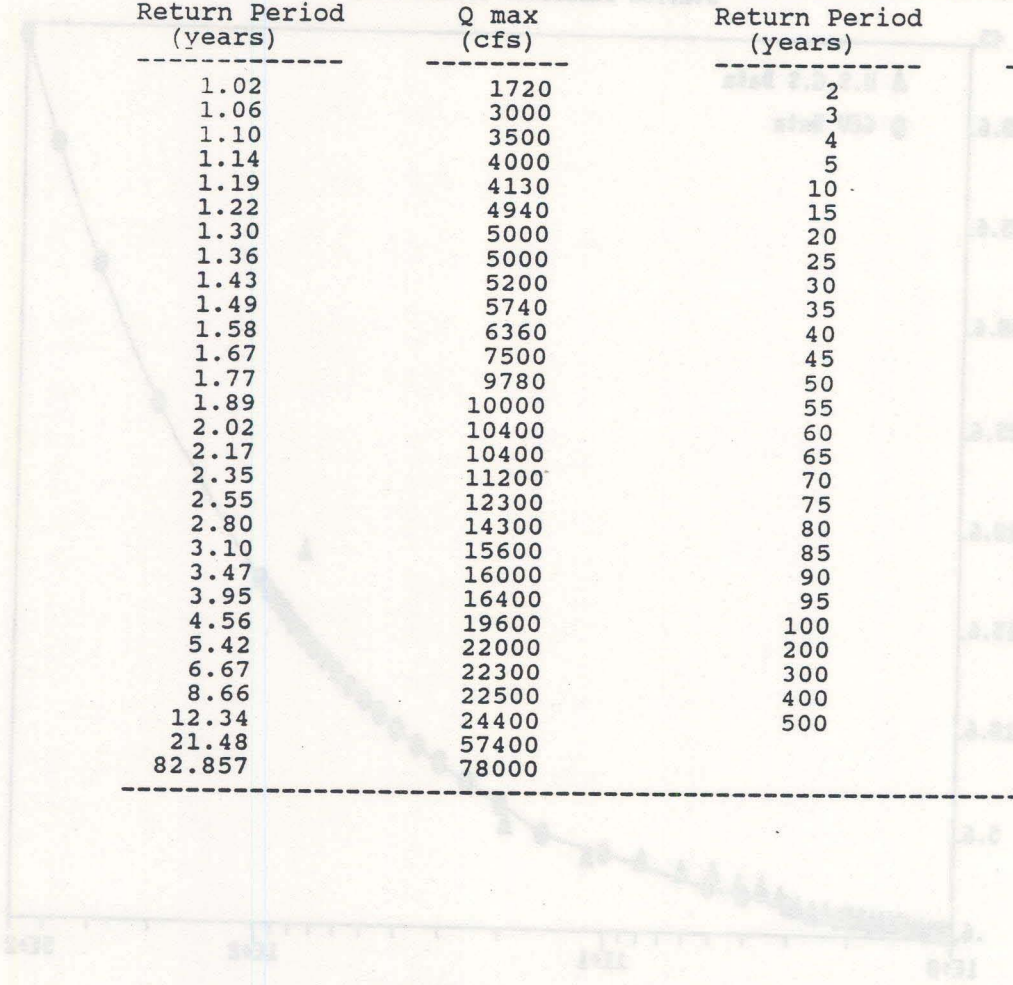 Return Period Q max Return Period
(years) (cfs) (years)
-------------- ---------- --------------
1.02 1720 2
1.06 3000 3
1.10 3500 4
1.14 4000 5
1.19 4130 10
1.22 4940 15
1.30 5000 20
1.36 5000 25
1.43 5200 30
1.49 5740 35
1.58 6360 40
1.67 7500 45
1.77 9780 50
1.89 10000 55
2.02 10400 60
2.17 10400 65
2.35 11200 70
2.55 12300 75
2.80 14300 80
3.10 15600 85
3.47 16000 90
3.95 16400 95
4.56 19600 100
5.42 22000 200
6.67 22300 300
8.66 22500 400
12.34 24400 500
21.48 57400
82.857 78000